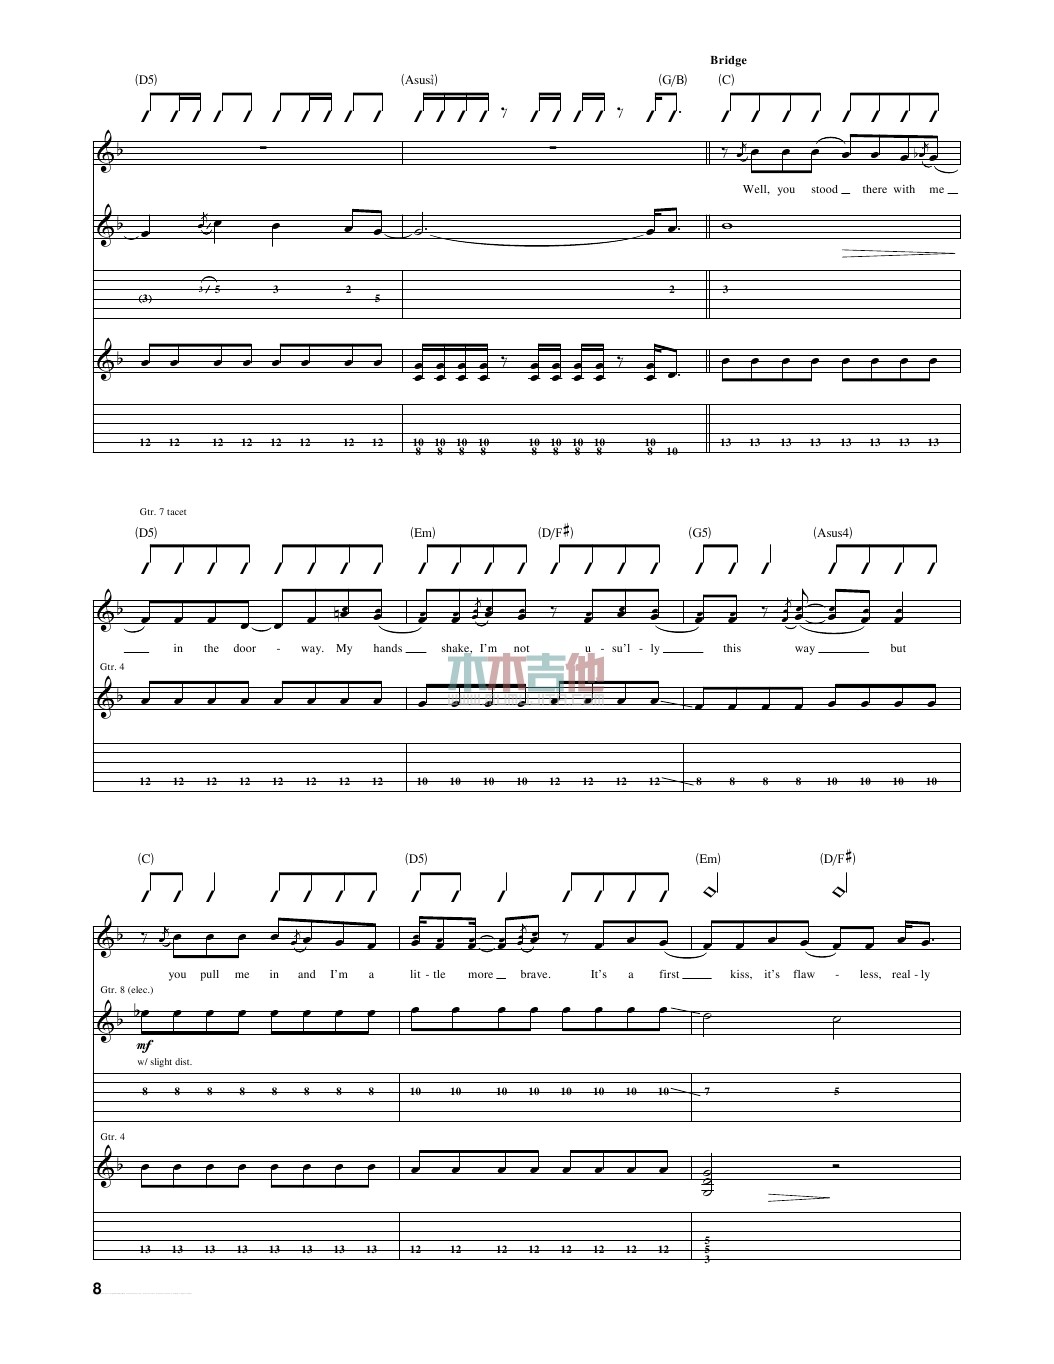 Bridge
(D5) (Asus4) (G/B) (C)
Well, you stood there with me
(3) 3 5 3 2 5 2 3
12 12 12 12 12 12 12 12 10 10 10 10 10 10 10 10 10 13 13 13 13 13 13 13 13
8 8 8 8 8 8 8 8 8 10
Gtr. 7 tacet
(D5) (Em) (D/F♯) (G5) (Asus4)
in the door - way. My hands shake, I'm not u - su'l - ly this way but
Gtr. 4
木木吉他
12 12 12 12 12 12 12 12 10 10 10 10 12 12 12 12 8 8 8 8 10 10 10 10
(C) (D5) (Em) (D/F♯)
you pull me in and I'm a lit - tle more brave. It's a first kiss, it's flaw - less, real - ly
Gtr. 8 (elec.)
mf
w/ slight dist.
8 8 8 8 8 8 8 8 10 10 10 10 10 10 10 10 7 5
Gtr. 4
13 13 13 13 13 13 13 13 12 12 12 12 12 12 12 12 5
5
3
8